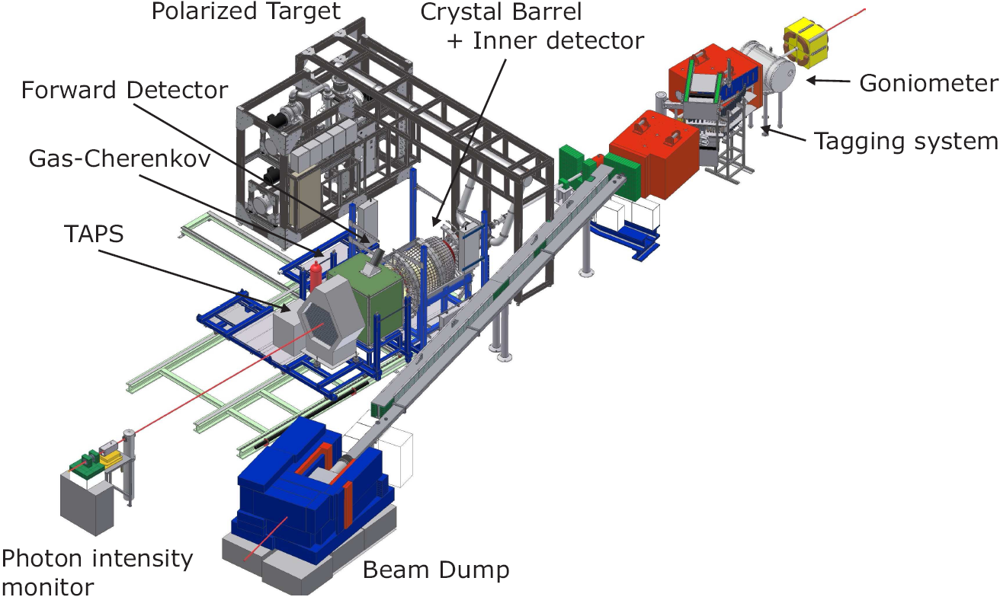 Polarized Target
Crystal Barrel
+ Inner detector
Forward Detector
Goniometer
Tagging system
Gas-Cherenkov
TAPS
Photon intensity
monitor
Beam Dump